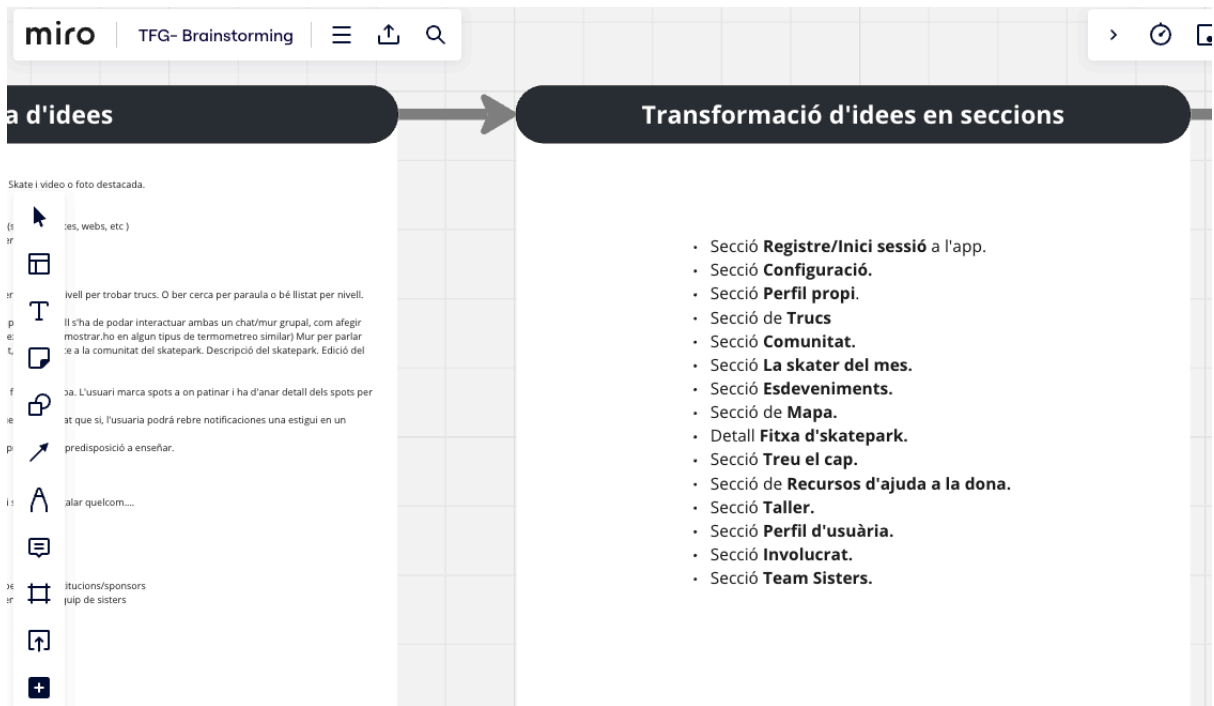 miro
TFG- Brainstorming
a d'idees
Transformació d'idees en seccions
Skate i video o foto destacada.
es, webs, etc )
ivell per trobar trucs. O ber cerca per paraula o bé llistat per nivell.
ll s'ha de podar interactuar ambas un chat/mur grupal, com afegir
mostrar.ho en algun tipus de termometreo similar) Mur per parlar
e a la comunitat del skatepark. Descripció del skatepark. Edició del
pa. L'usuari marca spots a on patinar i ha d'anar detall dels spots per
at que si, l'usuaria podrá rebre notificaciones una estigui en un
predisposició a enseñar.
alar quelcom....
itucions/sponsors
quip de sisters
• Secció Registre/Inici sessió a l'app.
• Secció Configuració.
• Secció Perfil propi.
• Secció de Trucs
• Secció Comunitat.
• Secció La skater del mes.
• Secció Esdeveniments.
• Secció de Mapa.
• Detall Fitxa d'skatepark.
• Secció Treu el cap.
• Secció de Recursos d'ajuda a la dona.
• Secció Taller.
• Secció Perfil d'usuària.
• Secció Involucrat.
• Secció Team Sisters.